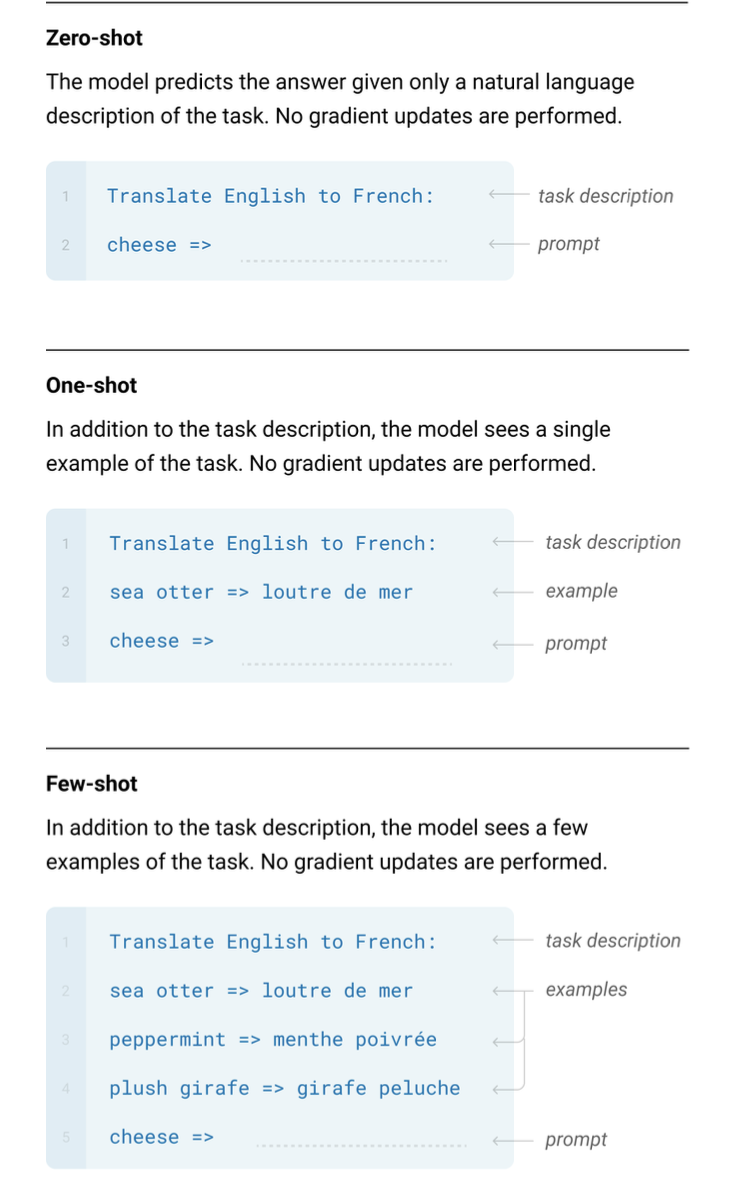 Zero-shot
The model predicts the answer given only a natural language
description of the task. No gradient updates are performed.
1 Translate English to French: task description
2 cheese => prompt
One-shot
In addition to the task description, the model sees a single
example of the task. No gradient updates are performed.
1 Translate English to French: task description
2 sea otter => loutre de mer example
3 cheese => prompt
Few-shot
In addition to the task description, the model sees a few
examples of the task. No gradient updates are performed.
1 Translate English to French: task description
2 sea otter => loutre de mer examples
3 peppermint => menthe poivrée
4 plush girafe => girafe peluche
5 cheese => prompt